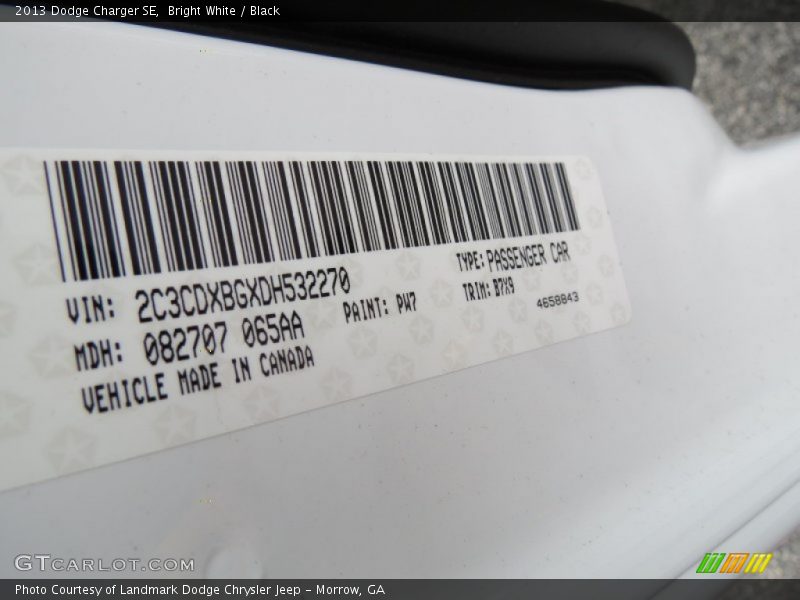 2013 Dodge Charger SE, Bright White / Black
VIN: 2C3CDXBGXDH532270
TYPE: PASSENGER CAR
MDH: 082707 065AA
PAINT: PW7
TRIM: B7X9
4658843
VEHICLE MADE IN CANADA
GTCARLOT.COM
Photo Courtesy of Landmark Dodge Chrysler Jeep - Morrow, GA